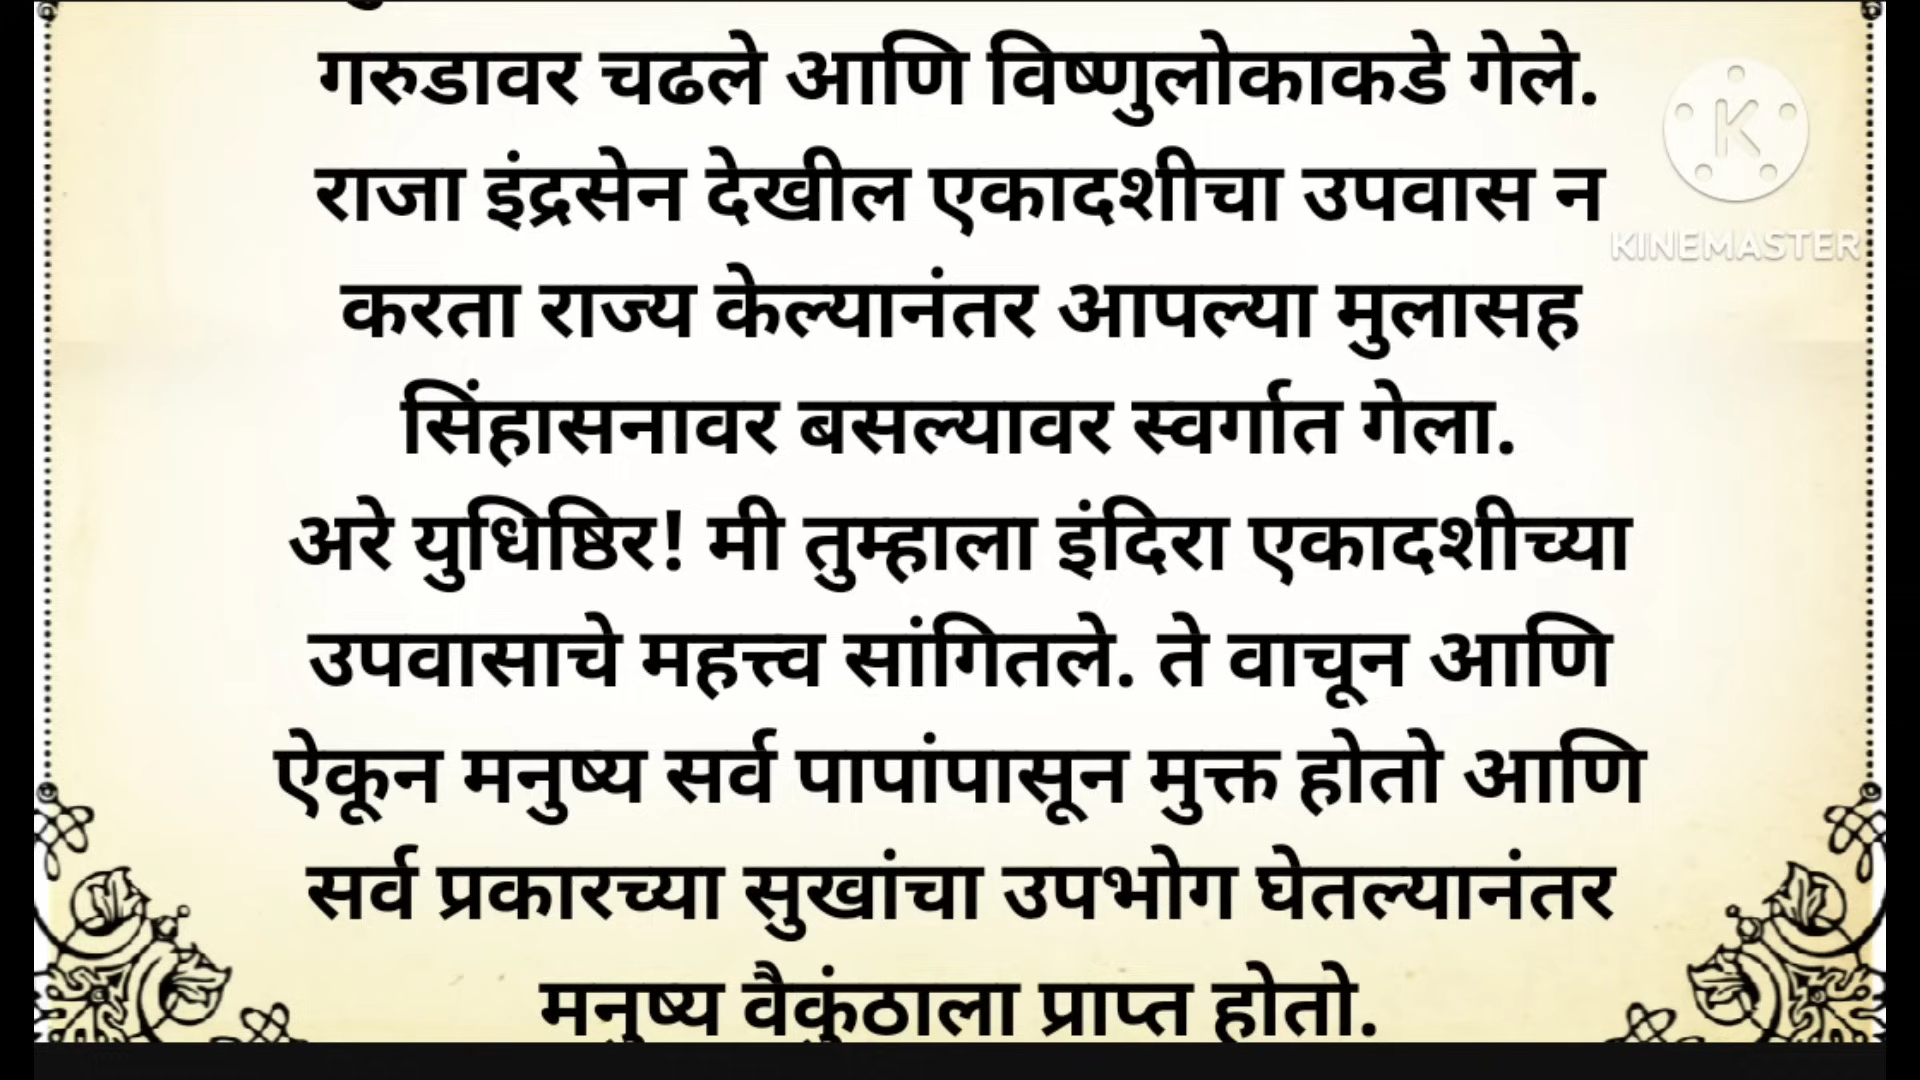 गरुडावर चढले आणि विष्णुलोकाकडे गेले.
राजा इंद्रसेन देखील एकादशीचा उपवास न
करता राज्य केल्यानंतर आपल्या मुलासह
सिंहासनावर बसल्यावर स्वर्गात गेला.
अरे युधिष्ठिर! मी तुम्हाला इंदिरा एकादशीच्या
उपवासाचे महत्त्व सांगितले. ते वाचून आणि
ऐकून मनुष्य सर्व पापांपासून मुक्त होतो आणि
सर्व प्रकारच्या सुखांचा उपभोग घेतल्यानंतर
मनुष्य वैकुंठाला प्राप्त होतो.
K
KINEMASTER